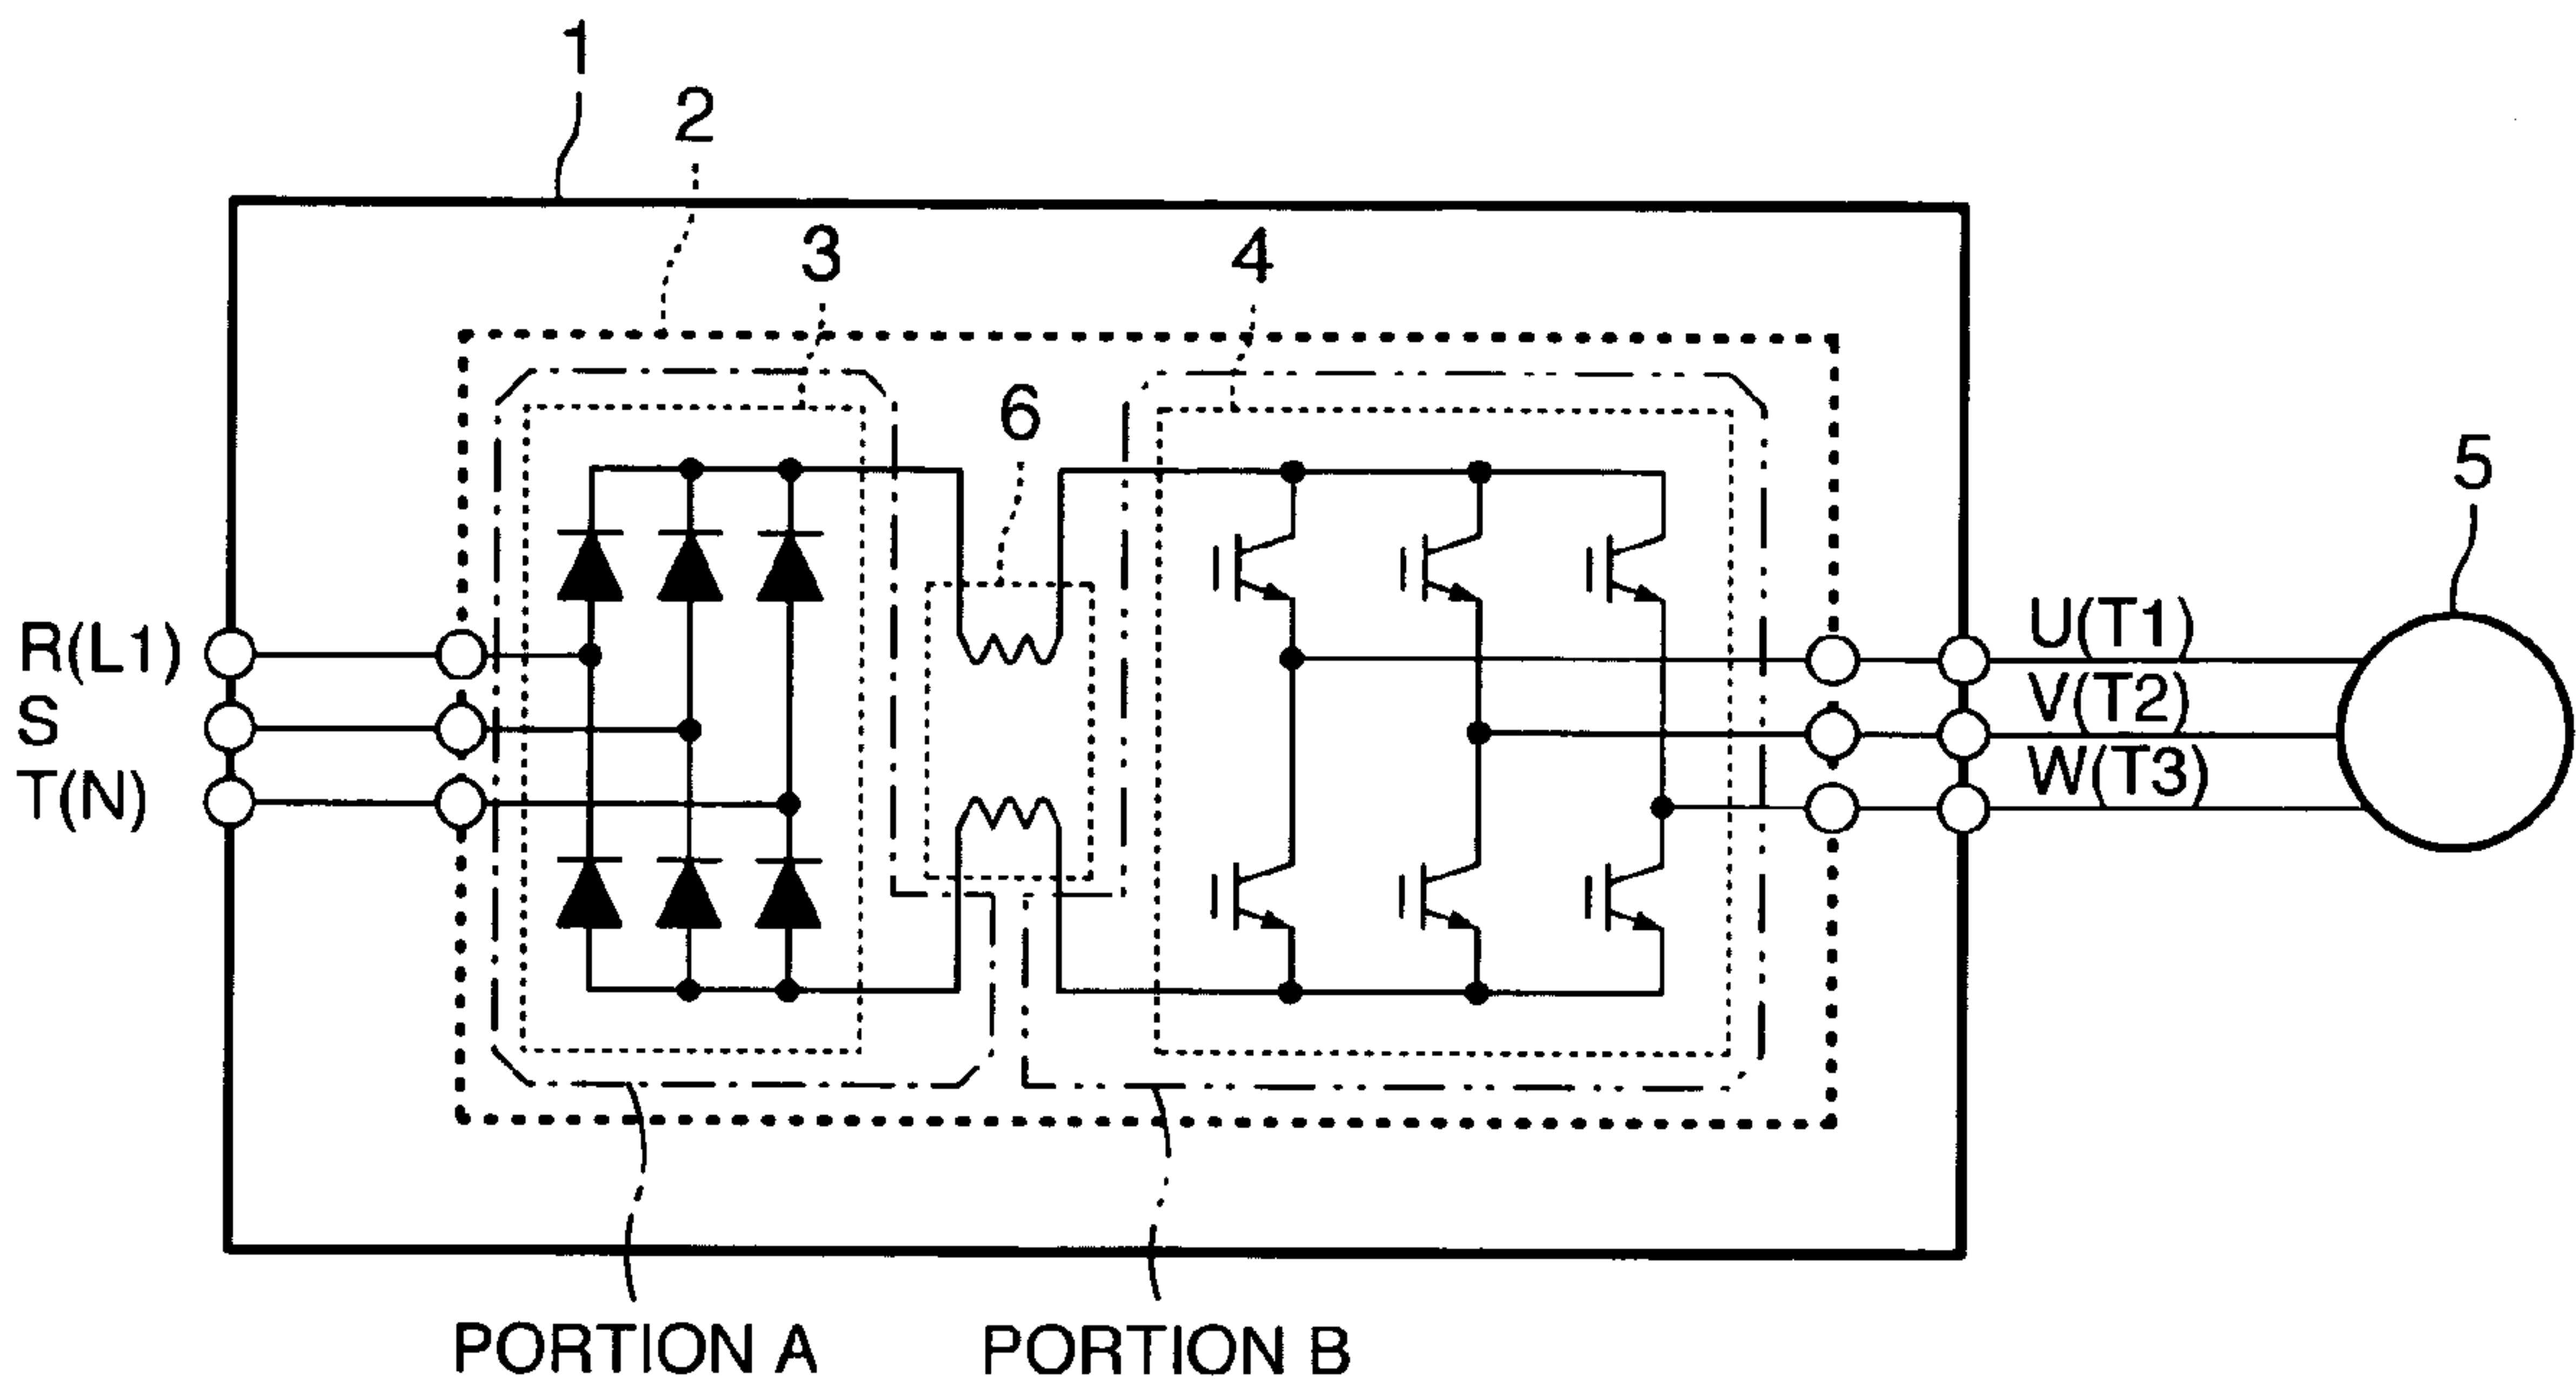 1
2
3
4
6
5
R(L1)
S
T(N)
U(T1)
V(T2)
W(T3)
PORTION A
PORTION B